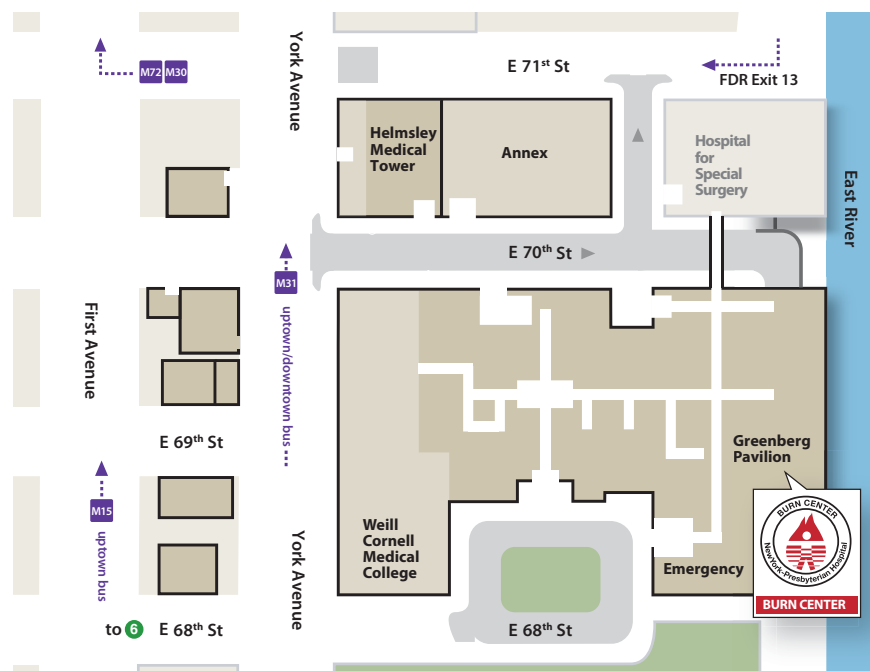 York Avenue
E 71st St
M72 M30
FDR Exit 13
Helmsley
Medical
Tower
Annex
Hospital
for
Special
Surgery
East River
E 70th St
M31
uptown/downtown bus
First Avenue
E 69th St
Greenberg
Pavilion
M15
uptown bus
York Avenue
Weill
Cornell
Medical
College
Emergency
BURN CENTER
NewYork-Presbyterian Hospital
BURN CENTER
to 6
E 68th St
E 68th St